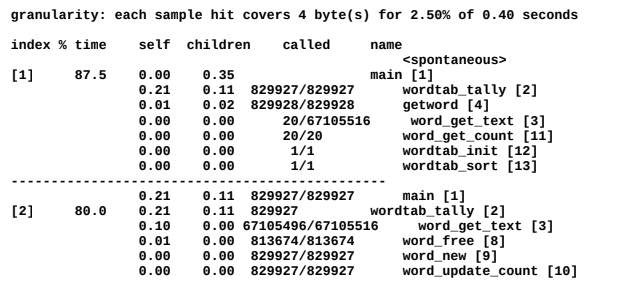 granularity: each sample hit covers 4 byte(s) for 2.50% of 0.40 seconds
index % time    self  children    called     name
<spontaneous>
[1]     87.5    0.00    0.35                 main [1]
0.21    0.11  829927/829927      wordtab_tally [2]
0.01    0.02  829928/829928      getword [4]
0.00    0.00      20/67105516     word_get_text [3]
0.00    0.00      20/20          word_get_count [11]
0.00    0.00       1/1           wordtab_init [12]
0.00    0.00       1/1           wordtab_sort [13]
-----------------------------------------------
0.21    0.11  829927/829927      main [1]
[2]     80.0    0.21    0.11  829927         wordtab_tally [2]
0.10    0.00 67105496/67105516     word_get_text [3]
0.01    0.00  813674/813674      word_free [8]
0.00    0.00  829927/829927      word_new [9]
0.00    0.00  829927/829927      word_update_count [10]